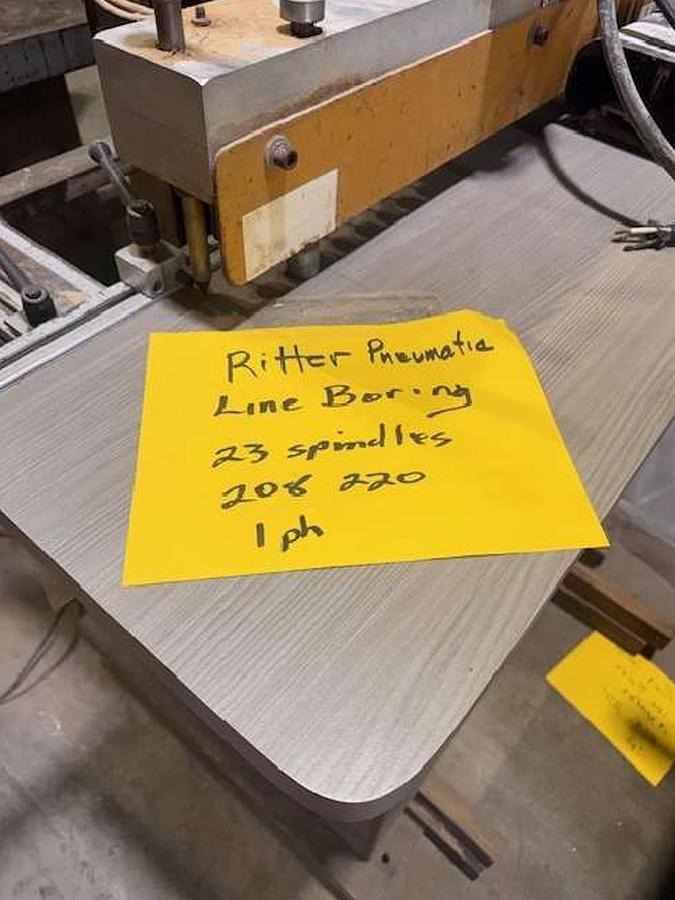 Ritter Pneumatic
Line Boring
23 spindles
208 220
1 ph